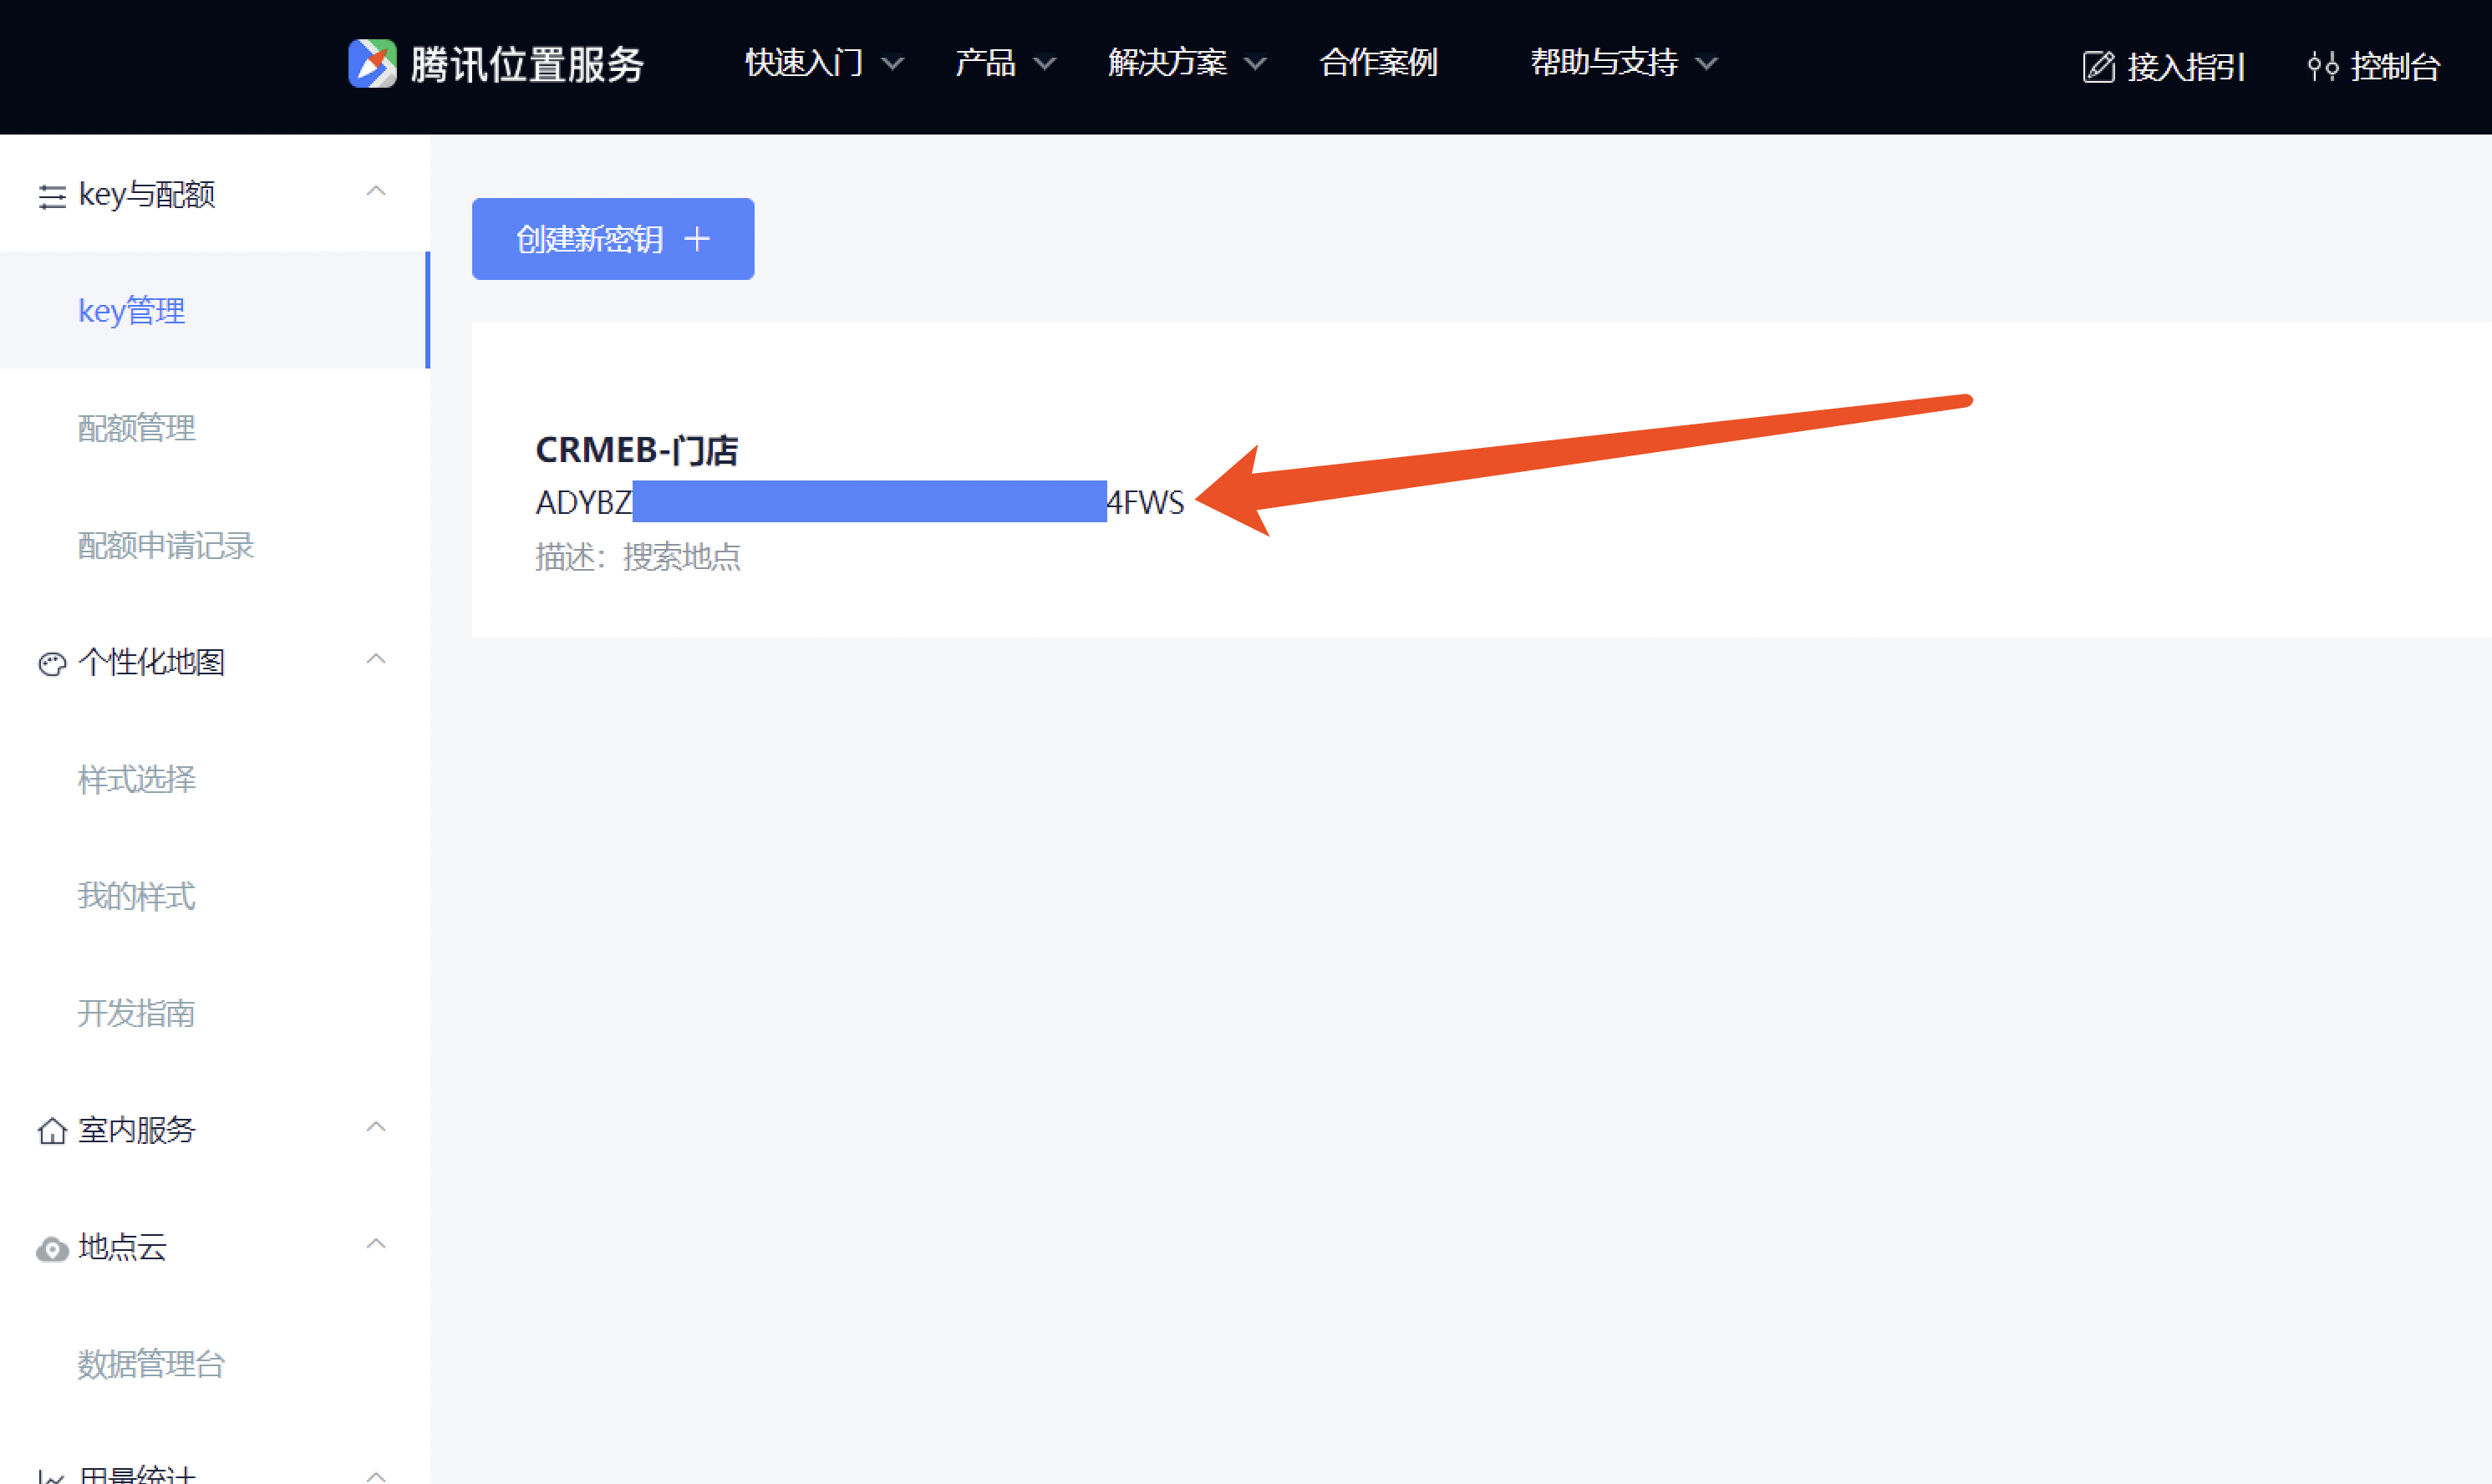 腾讯位置服务 快速入门 产品 解决方案 合作案例 帮助与支持 接入指引 控制台
key与配额
key管理
配额管理
配额申请记录
个性化地图
样式选择
我的样式
开发指南
室内服务
地点云
数据管理台
用量统计
创建新密钥 +
CRMEB-门店
ADYBZ 4FWS
描述：搜索地点